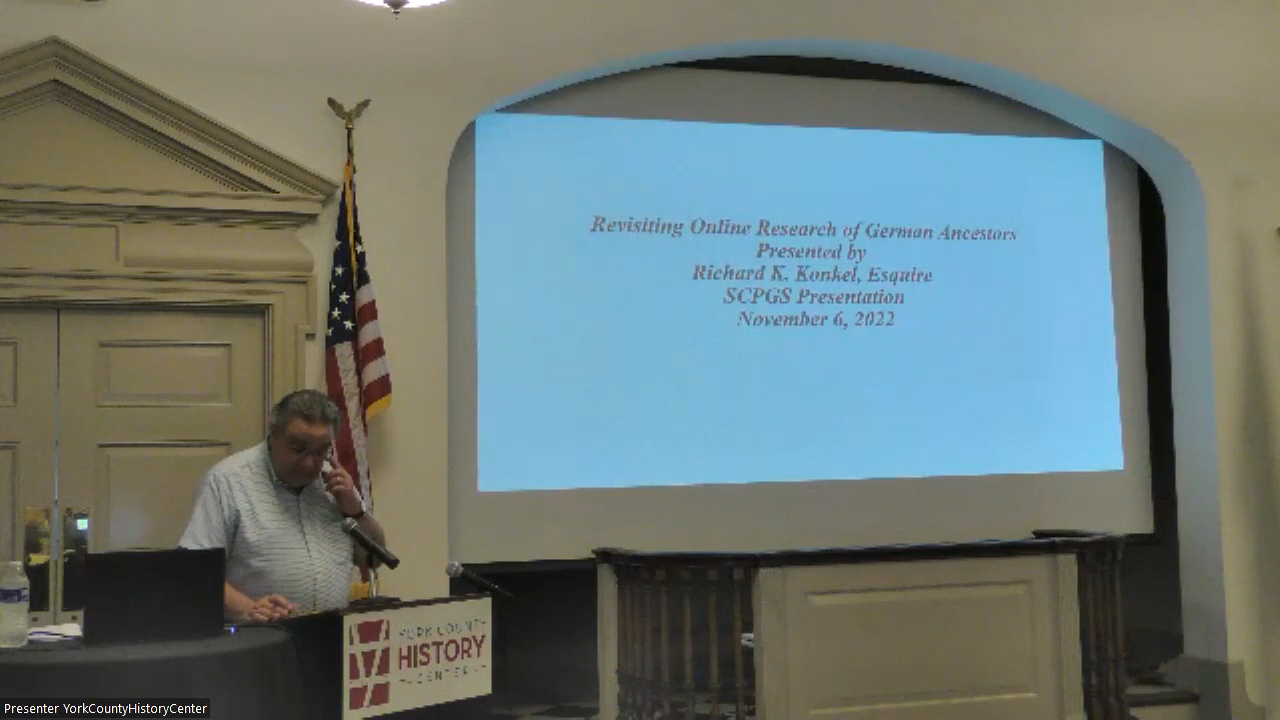 Revisiting Online Research of German Ancestors
Presented by
Richard K. Konkel, Esquire
SCPGS Presentation
November 6, 2022
YORK COUNTY
HISTORY
CENTER
Presenter YorkCountyHistoryCenter